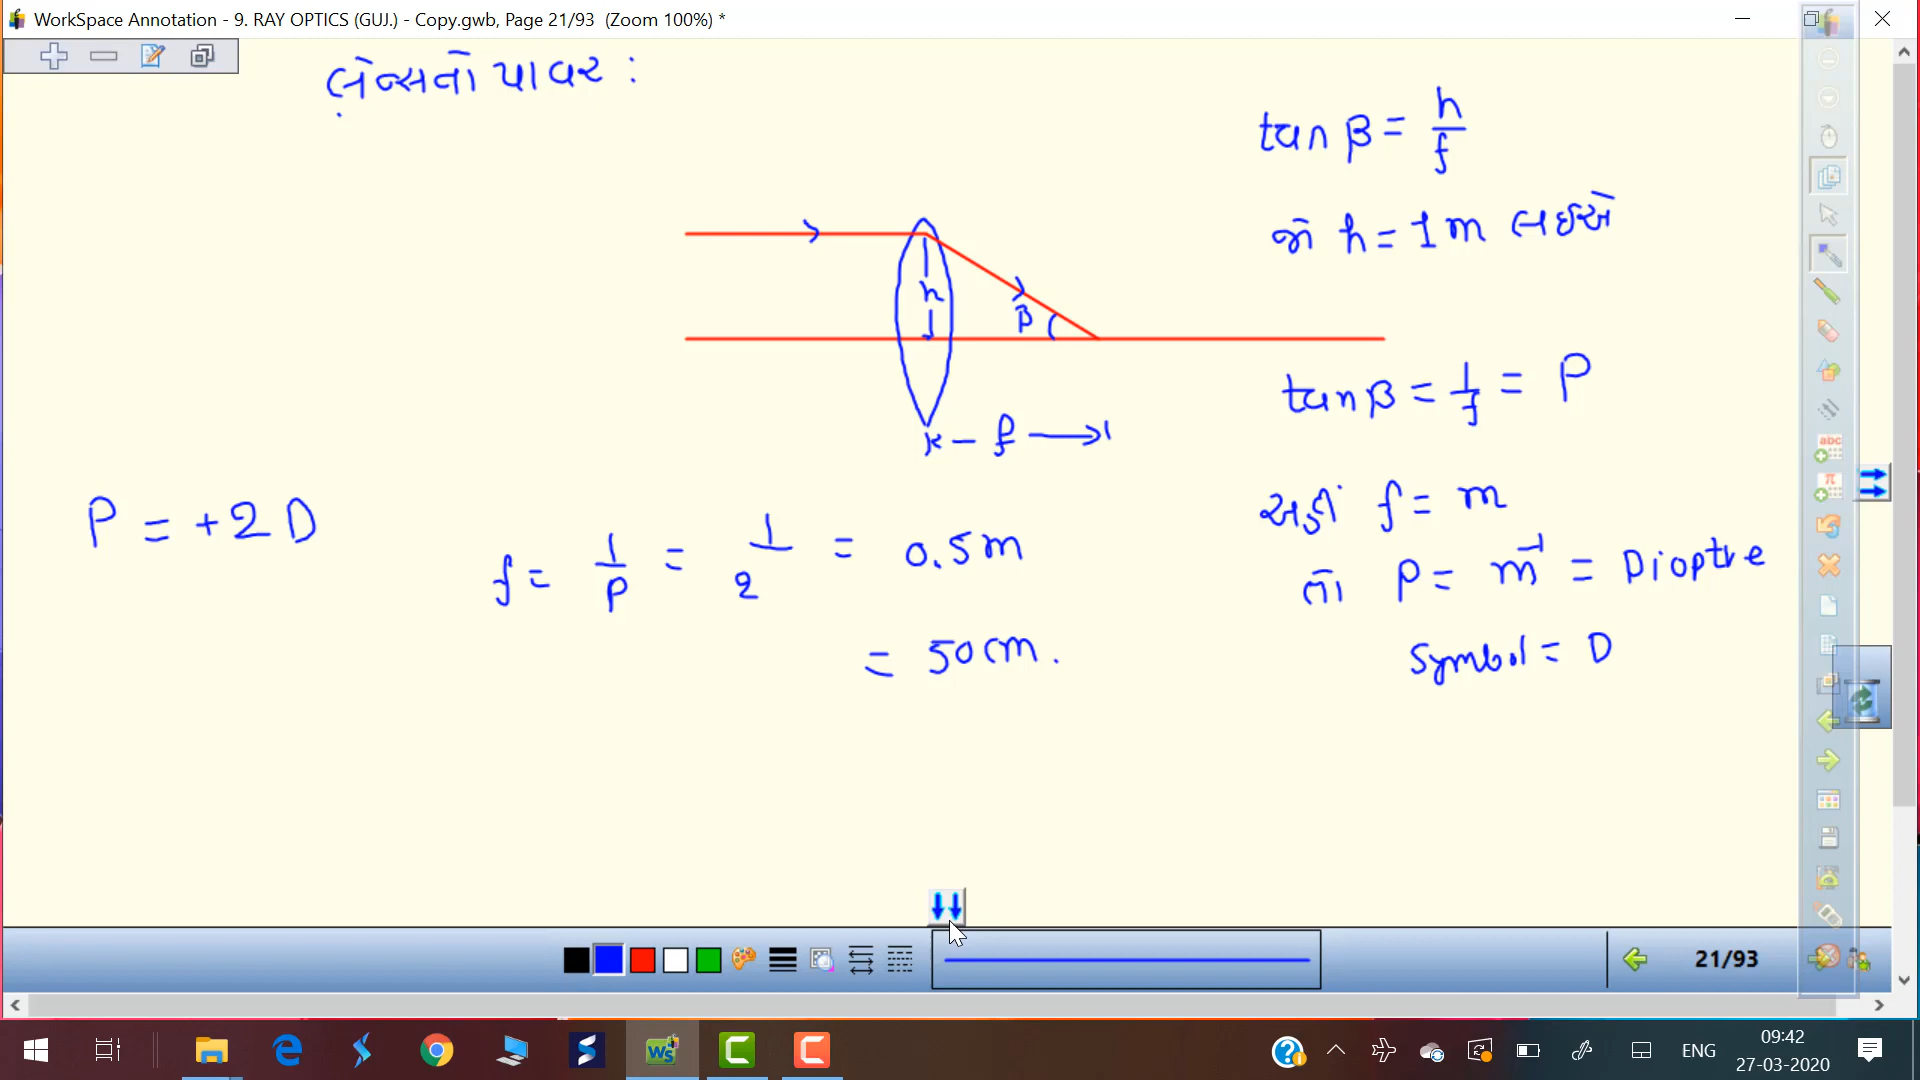 WorkSpace Annotation - 9. RAY OPTICS (GUJ.) - Copy.gwb, Page 21/93 (Zoom 100%) *
લેન્સનો પાવર :
tan β = h/f
જો h = 1 m લઈએ
h
β
f
tan β = 1/f = P
અહીં f = m
તો P = m⁻¹ = Dioptre
Symbol = D
P = +2 D
f = 1/P = 1/2 = 0.5 m
= 50 cm.
abc
π
21/93
ENG
09:42
27-03-2020